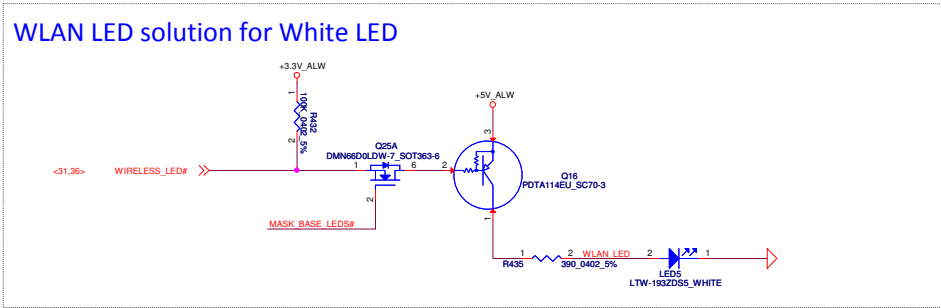 WLAN LED solution for White LED
+3.3V_ALW
1
R432
100K_0402_5%
2
+5V_ALW
3
Q25A
DMN66D0LDW-7_SOT363-6
<31,36>
WIRELESS_LED#
1
6
2
2
Q16
PDTA114EU_SC70-3
MASK_BASE_LEDS#
1
1
2
WLAN_LED
2
1
R435
390_0402_5%
LED5
LTW-193ZDS5_WHITE